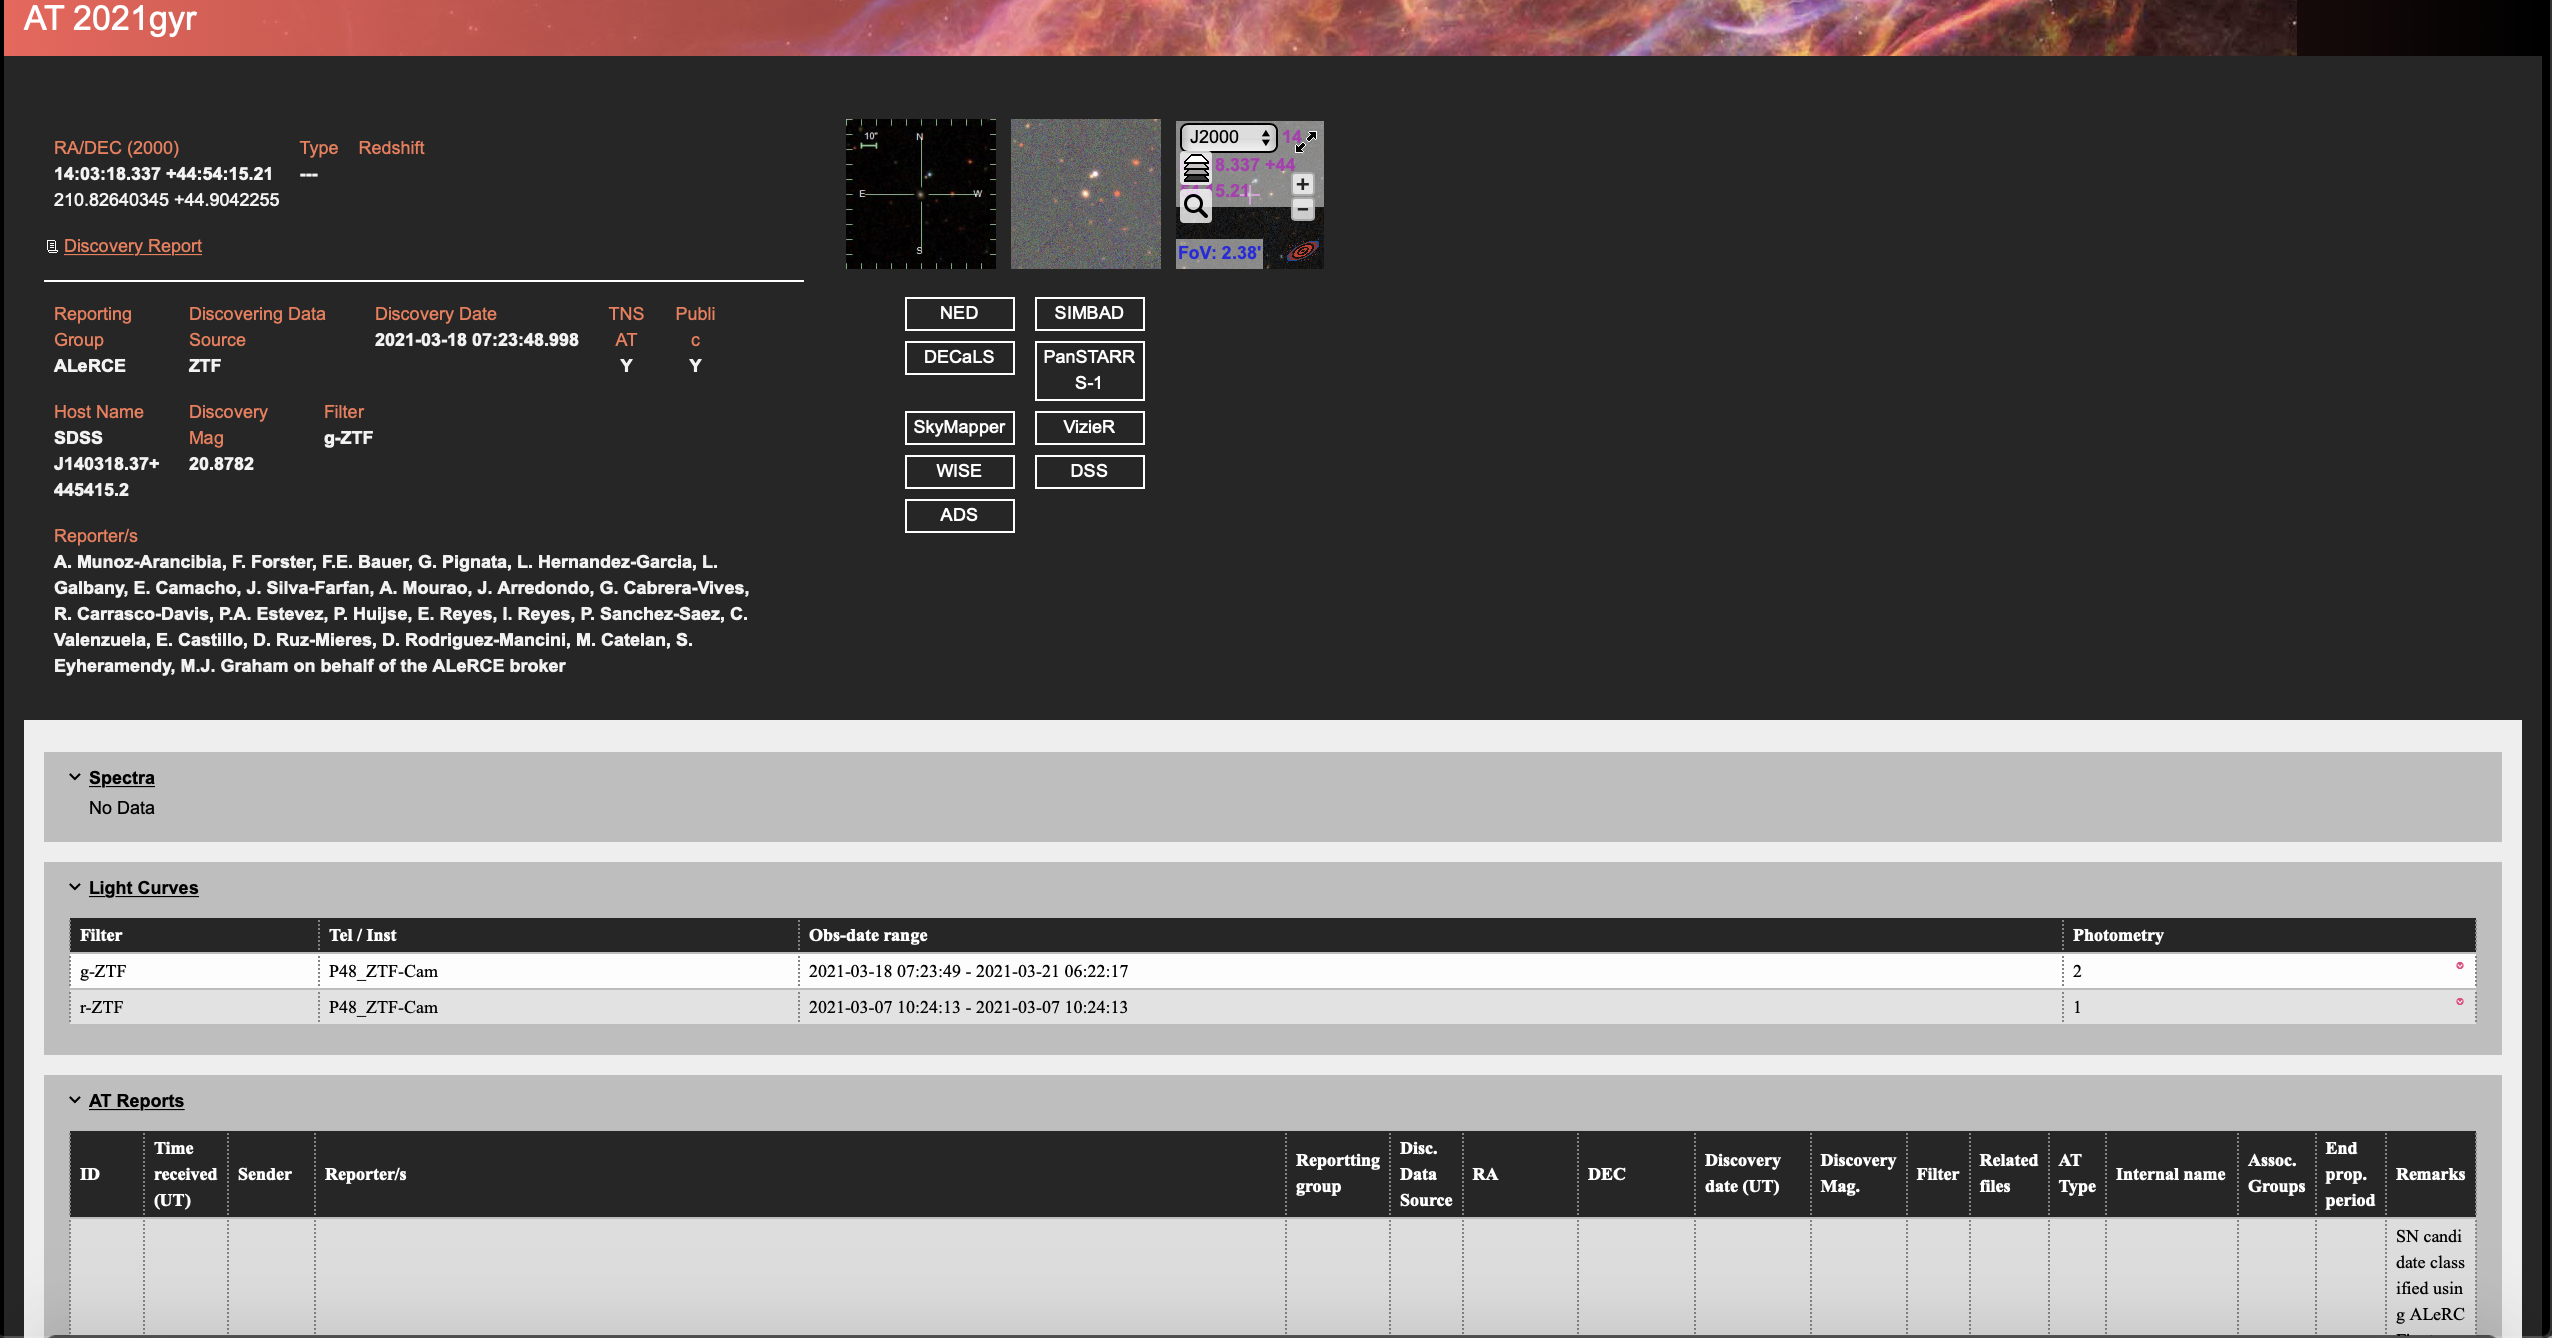 AT 2021gyr
RA/DEC (2000) Type Redshift
14:03:18.337 +44:54:15.21 ---
210.82640345 +44.9042255
Discovery Report
10"
N
E W
S
J2000 14
8.337 +44
5.21
+
−
FoV: 2.38'
NED SIMBAD
DECaLS PanSTARR
S-1
SkyMapper VizieR
WISE DSS
ADS
Reporting Discovering Data Discovery Date TNS Publi
Group Source 2021-03-18 07:23:48.998 AT c
ALeRCE ZTF Y Y
Host Name Discovery Filter
SDSS Mag g-ZTF
J140318.37+ 20.8782
445415.2
Reporter/s
A. Munoz-Arancibia, F. Forster, F.E. Bauer, G. Pignata, L. Hernandez-Garcia, L.
Galbany, E. Camacho, J. Silva-Farfan, A. Mourao, J. Arredondo, G. Cabrera-Vives,
R. Carrasco-Davis, P.A. Estevez, P. Huijse, E. Reyes, I. Reyes, P. Sanchez-Saez, C.
Valenzuela, E. Castillo, D. Ruz-Mieres, D. Rodriguez-Mancini, M. Catelan, S.
Eyheramendy, M.J. Graham on behalf of the ALeRCE broker
Spectra
No Data
Light Curves
Filter Tel / Inst Obs-date range Photometry
g-ZTF P48_ZTF-Cam 2021-03-18 07:23:49 - 2021-03-21 06:22:17 2
r-ZTF P48_ZTF-Cam 2021-03-07 10:24:13 - 2021-03-07 10:24:13 1
AT Reports
ID Time received (UT) Sender Reporter/s Reportting group Disc. Data Source RA DEC Discovery date (UT) Discovery Mag. Filter Related files AT Type Internal name Assoc. Groups End prop. period Remarks
SN candi
date class
ified usin
g ALeRC